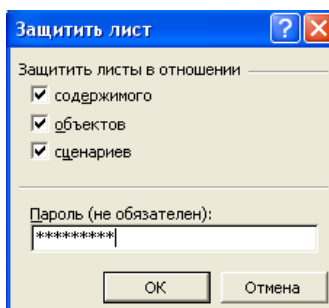 Защитить лист
Защитить листы в отношении
содержимого
объектов
сценариев
Пароль (не обязателен):
*********
ОК
Отмена